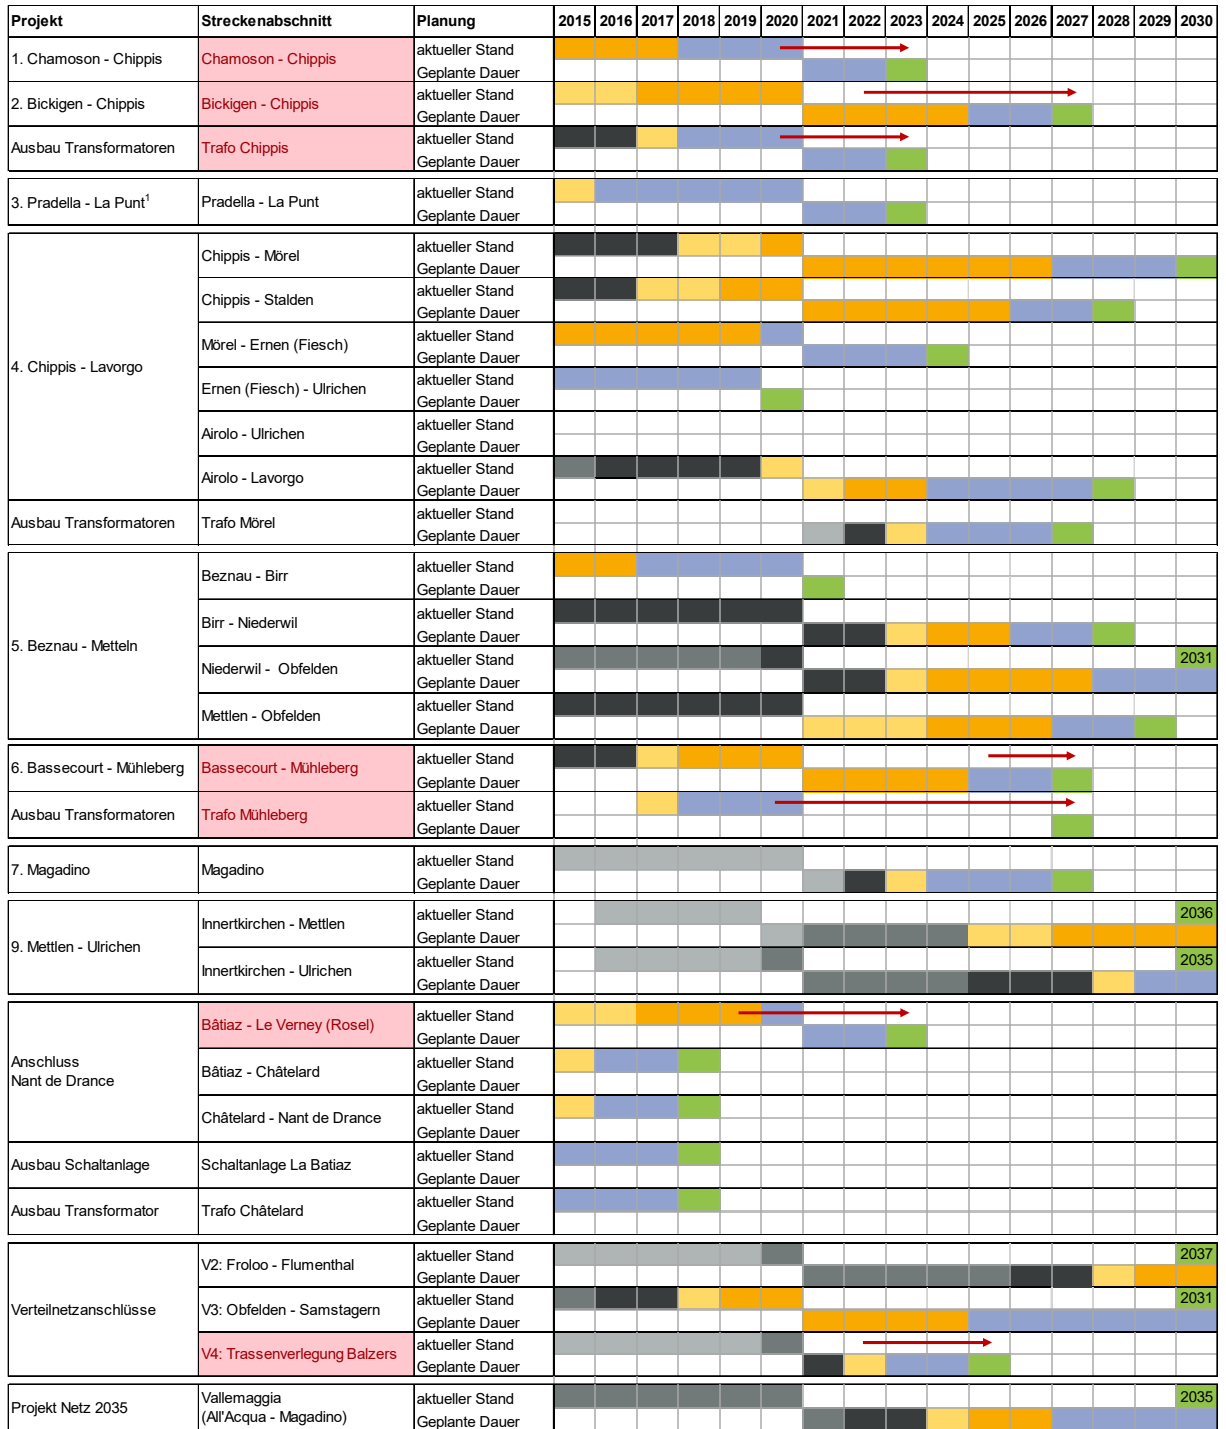 Projekt Streckenabschnitt Planung 2015 2016 2017 2018 2019 2020 2021 2022 2023 2024 2025 2026 2027 2028 2029 2030
1. Chamoson - Chippis Chamoson - Chippis aktueller Stand
Geplante Dauer
2. Bickigen - Chippis Bickigen - Chippis aktueller Stand
Geplante Dauer
Ausbau Transformatoren Trafo Chippis aktueller Stand
Geplante Dauer
3. Pradella - La Punt¹ Pradella - La Punt aktueller Stand
Geplante Dauer
4. Chippis - Lavorgo Chippis - Mörel aktueller Stand
Geplante Dauer
Chippis - Stalden aktueller Stand
Geplante Dauer
Mörel - Ernen (Fiesch) aktueller Stand
Geplante Dauer
Ernen (Fiesch) - Ulrichen aktueller Stand
Geplante Dauer
Airolo - Ulrichen aktueller Stand
Geplante Dauer
Airolo - Lavorgo aktueller Stand
Geplante Dauer
Ausbau Transformatoren Trafo Mörel aktueller Stand
Geplante Dauer
5. Beznau - Metteln Beznau - Birr aktueller Stand
Geplante Dauer
Birr - Niederwil aktueller Stand
Geplante Dauer
Niederwil - Obfelden aktueller Stand 2031
Geplante Dauer
Mettlen - Obfelden aktueller Stand
Geplante Dauer
6. Bassecourt - Mühleberg Bassecourt - Mühleberg aktueller Stand
Geplante Dauer
Ausbau Transformatoren Trafo Mühleberg aktueller Stand
Geplante Dauer
7. Magadino Magadino aktueller Stand
Geplante Dauer
9. Mettlen - Ulrichen Innertkirchen - Mettlen aktueller Stand 2036
Geplante Dauer
Innertkirchen - Ulrichen aktueller Stand 2035
Geplante Dauer
Anschluss
Nant de Drance Bâtiaz - Le Verney (Rosel) aktueller Stand
Geplante Dauer
Bâtiaz - Châtelard aktueller Stand
Geplante Dauer
Châtelard - Nant de Drance aktueller Stand
Geplante Dauer
Ausbau Schaltanlage Schaltanlage La Batiaz aktueller Stand
Geplante Dauer
Ausbau Transformator Trafo Châtelard aktueller Stand
Geplante Dauer
Verteilnetzanschlüsse V2: Froloo - Flumenthal aktueller Stand 2037
Geplante Dauer
V3: Obfelden - Samstagern aktueller Stand 2031
Geplante Dauer
V4: Trassenverlegung Balzers aktueller Stand
Geplante Dauer
Projekt Netz 2035 Vallemaggia aktueller Stand 2035
(All'Acqua - Magadino) Geplante Dauer